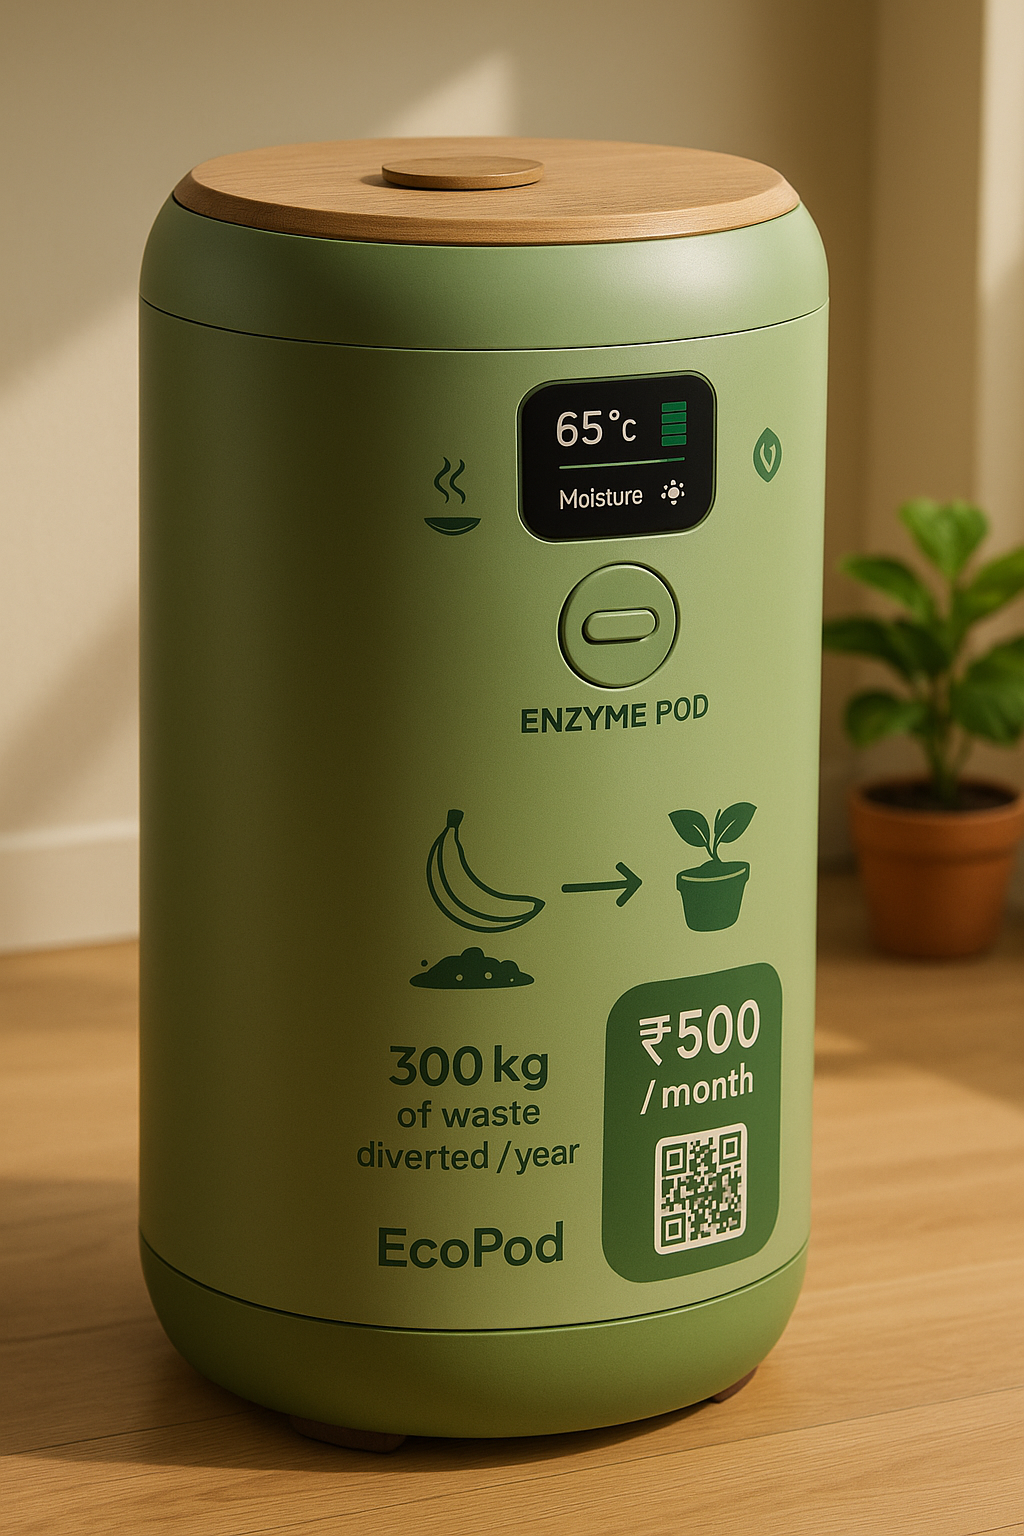 65°c
Moisture
ENZYME POD
300 kg
of waste
diverted /year
₹500
/month
EcoPod